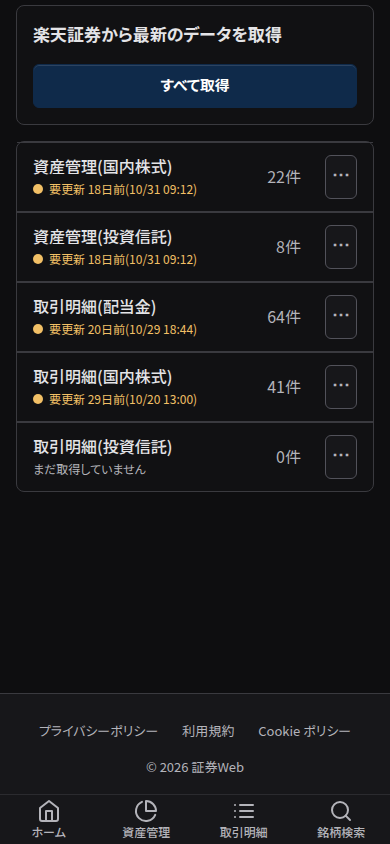 楽天証券から最新のデータを取得
すべて取得
資産管理(国内株式)
要更新 18日前(10/31 09:12)
22件
資産管理(投資信託)
要更新 18日前(10/31 09:12)
8件
取引明細(配当金)
要更新 20日前(10/29 18:44)
64件
取引明細(国内株式)
要更新 29日前(10/20 13:00)
41件
取引明細(投資信託)
まだ取得していません
0件
プライバシーポリシー 利用規約 Cookie ポリシー
© 2026 証券Web
ホーム 資産管理 取引明細 銘柄検索